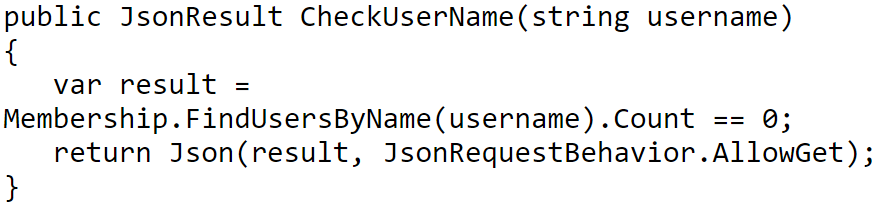 public JsonResult CheckUserName(string username)
{
   var result =
Membership.FindUsersByName(username).Count == 0;
   return Json(result, JsonRequestBehavior.AllowGet);
}